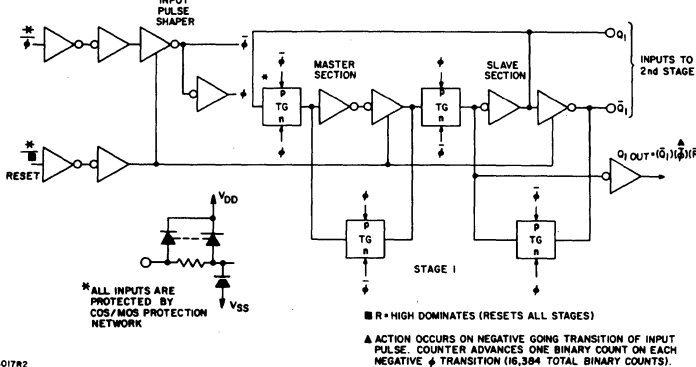 INPUT
PULSE
SHAPER
*
φ̅
φ̅
φ
RESET
*
■
φ̅
P
TG
n
φ
*
MASTER
SECTION
φ̅
P
TG
n
φ̅
φ
SLAVE
SECTION
Q1
Q̅1
INPUTS TO
2nd STAGE
Q1 OUT=(Q̅1)(φ̅)(R̅
▲
φ
P
TG
n
φ̅
φ̅
P
TG
n
φ
STAGE I
VDD
VSS
*ALL INPUTS ARE
PROTECTED BY
COS/MOS PROTECTION
NETWORK
■ R = HIGH DOMINATES (RESETS ALL STAGES)
▲ ACTION OCCURS ON NEGATIVE GOING TRANSITION OF INPUT
PULSE. COUNTER ADVANCES ONE BINARY COUNT ON EACH
NEGATIVE φ TRANSITION (16,384 TOTAL BINARY COUNTS).
017R2